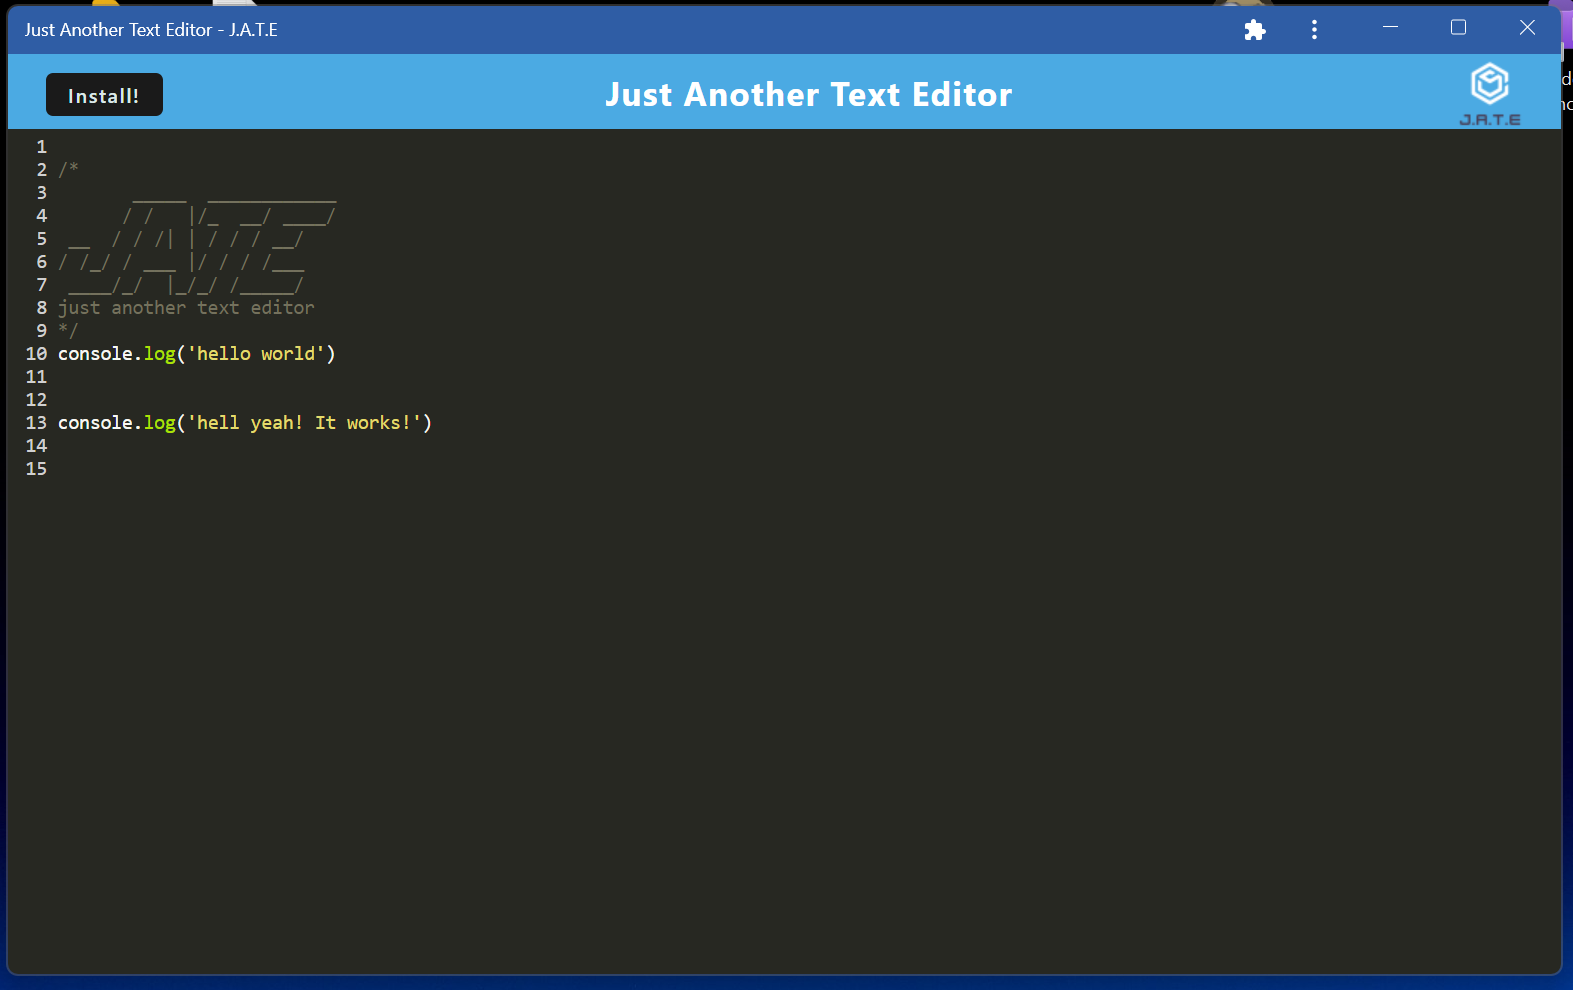 Just Another Text Editor - J.A.T.E
Install!
Just Another Text Editor
J.A.T.E
1
2 /*
3        _____  ____________
4       / /   |/_  __/ ____/
5  __  / / /| | / / / __/
6 / /_/ / ___ |/ / / /___
7  ____/_/  |_/_/ /_____/
8 just another text editor
9 */
10 console.log('hello world')
11
12
13 console.log('hell yeah! It works!')
14
15